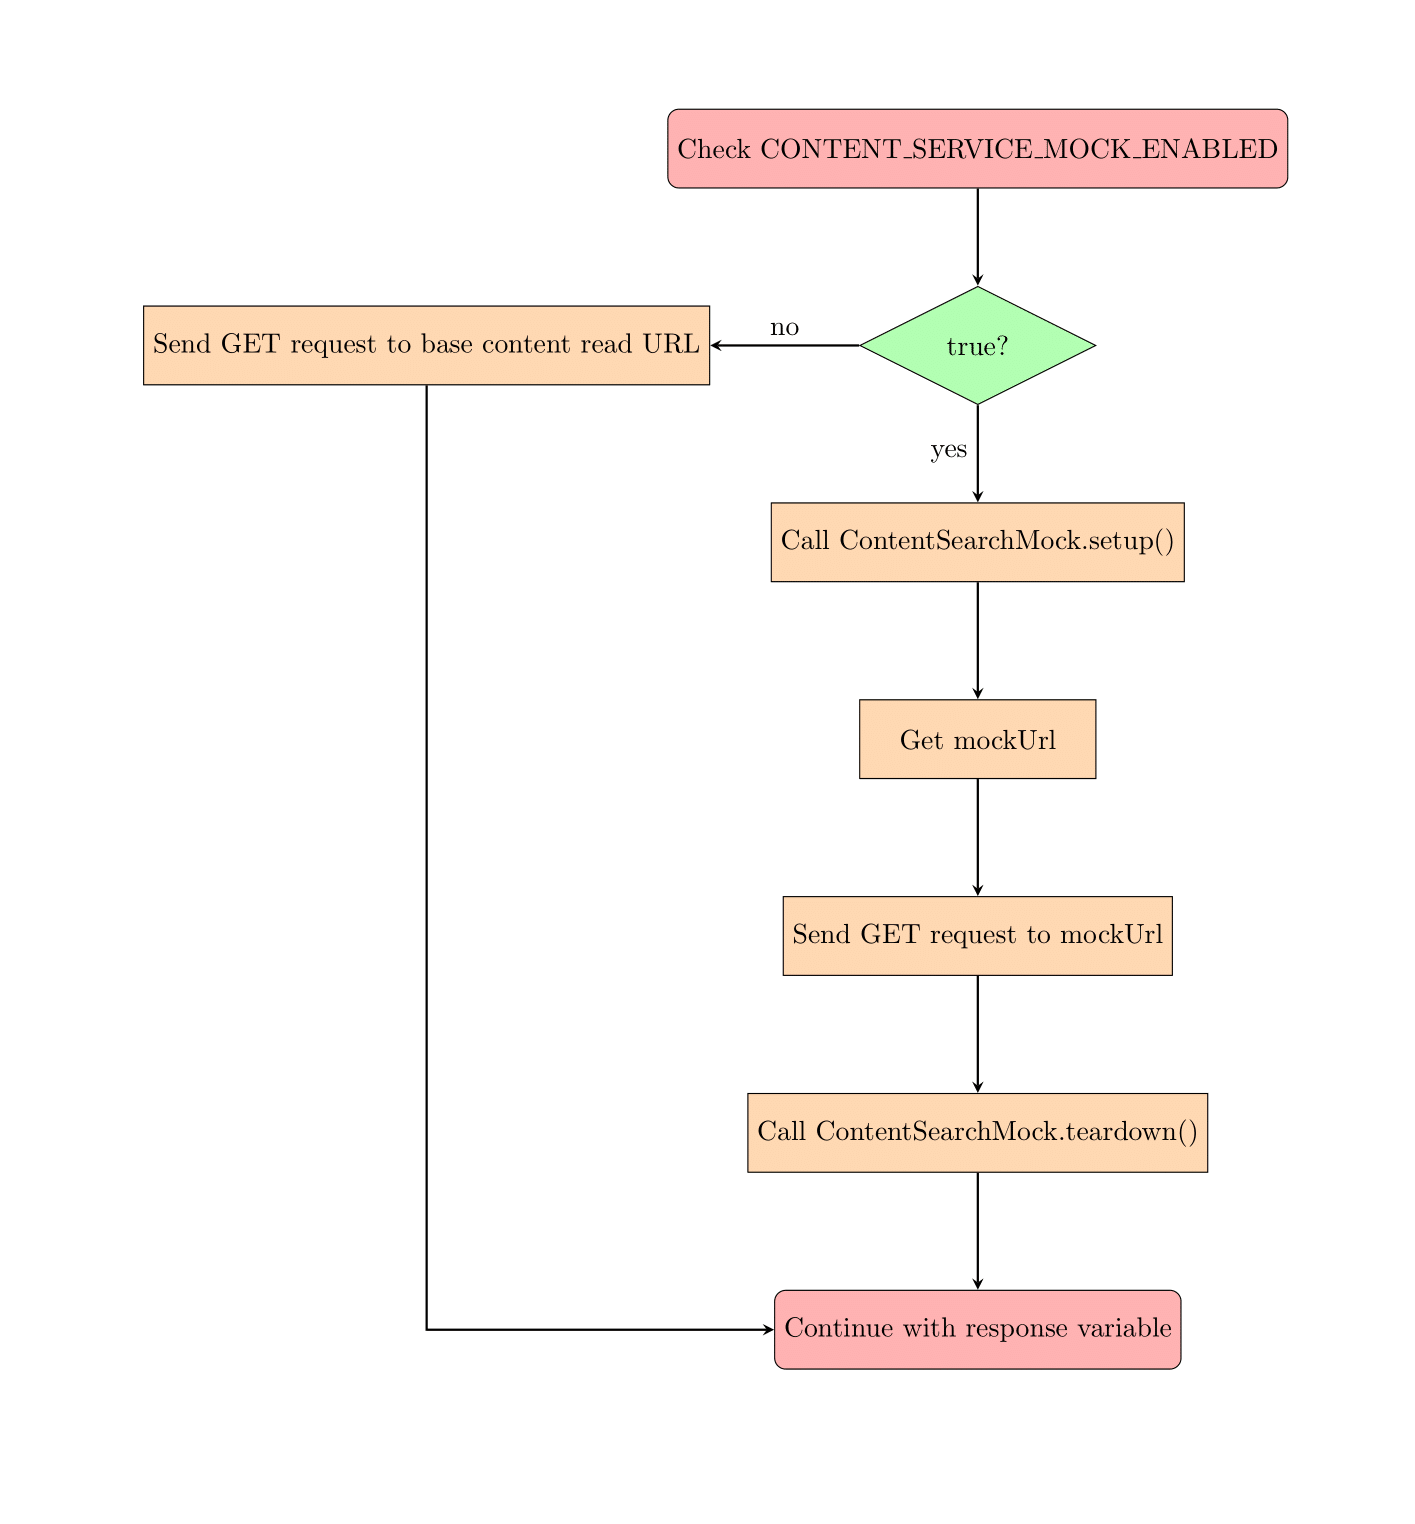 Check CONTENT_SERVICE_MOCK_ENABLED
true?
no
Send GET request to base content read URL
yes
Call ContentSearchMock.setup()
Get mockUrl
Send GET request to mockUrl
Call ContentSearchMock.teardown()
Continue with response variable